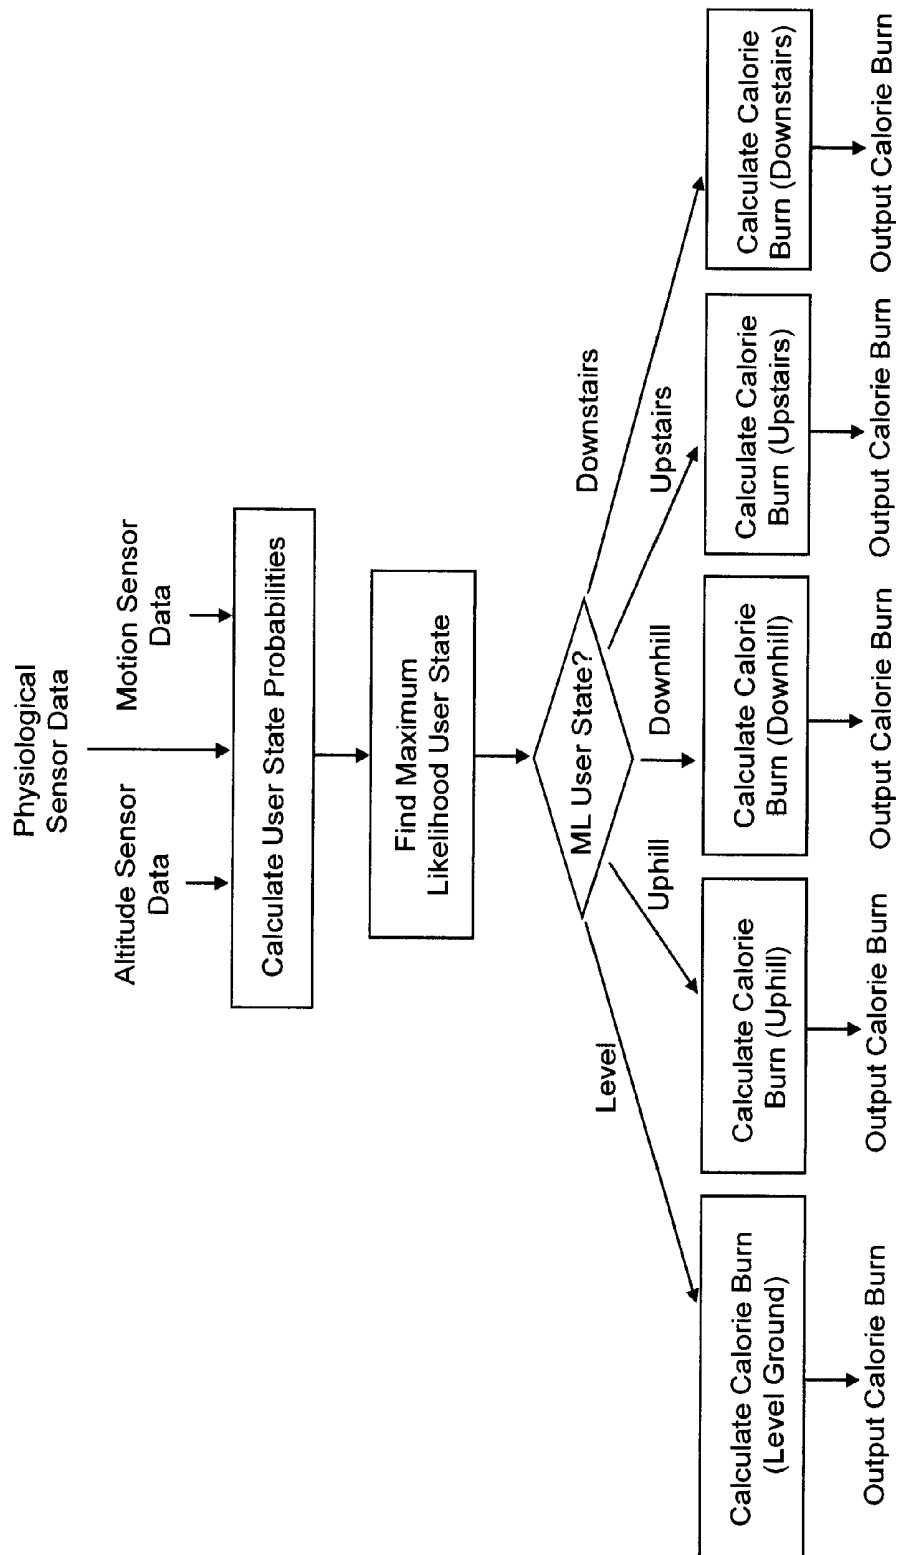 Physiological
Sensor Data
Altitude Sensor
Data
Motion Sensor
Data
Calculate User State Probabilities
Find Maximum
Likelihood User State
ML User State?
Level
Uphill
Downhill
Upstairs
Downstairs
Calculate Calorie Burn
(Level Ground)
Calculate Calorie
Burn (Uphill)
Calculate Calorie
Burn (Downhill)
Calculate Calorie
Burn (Upstairs)
Calculate Calorie
Burn (Downstairs)
Output Calorie Burn
Output Calorie Burn
Output Calorie Burn
Output Calorie Burn
Output Calorie Burn